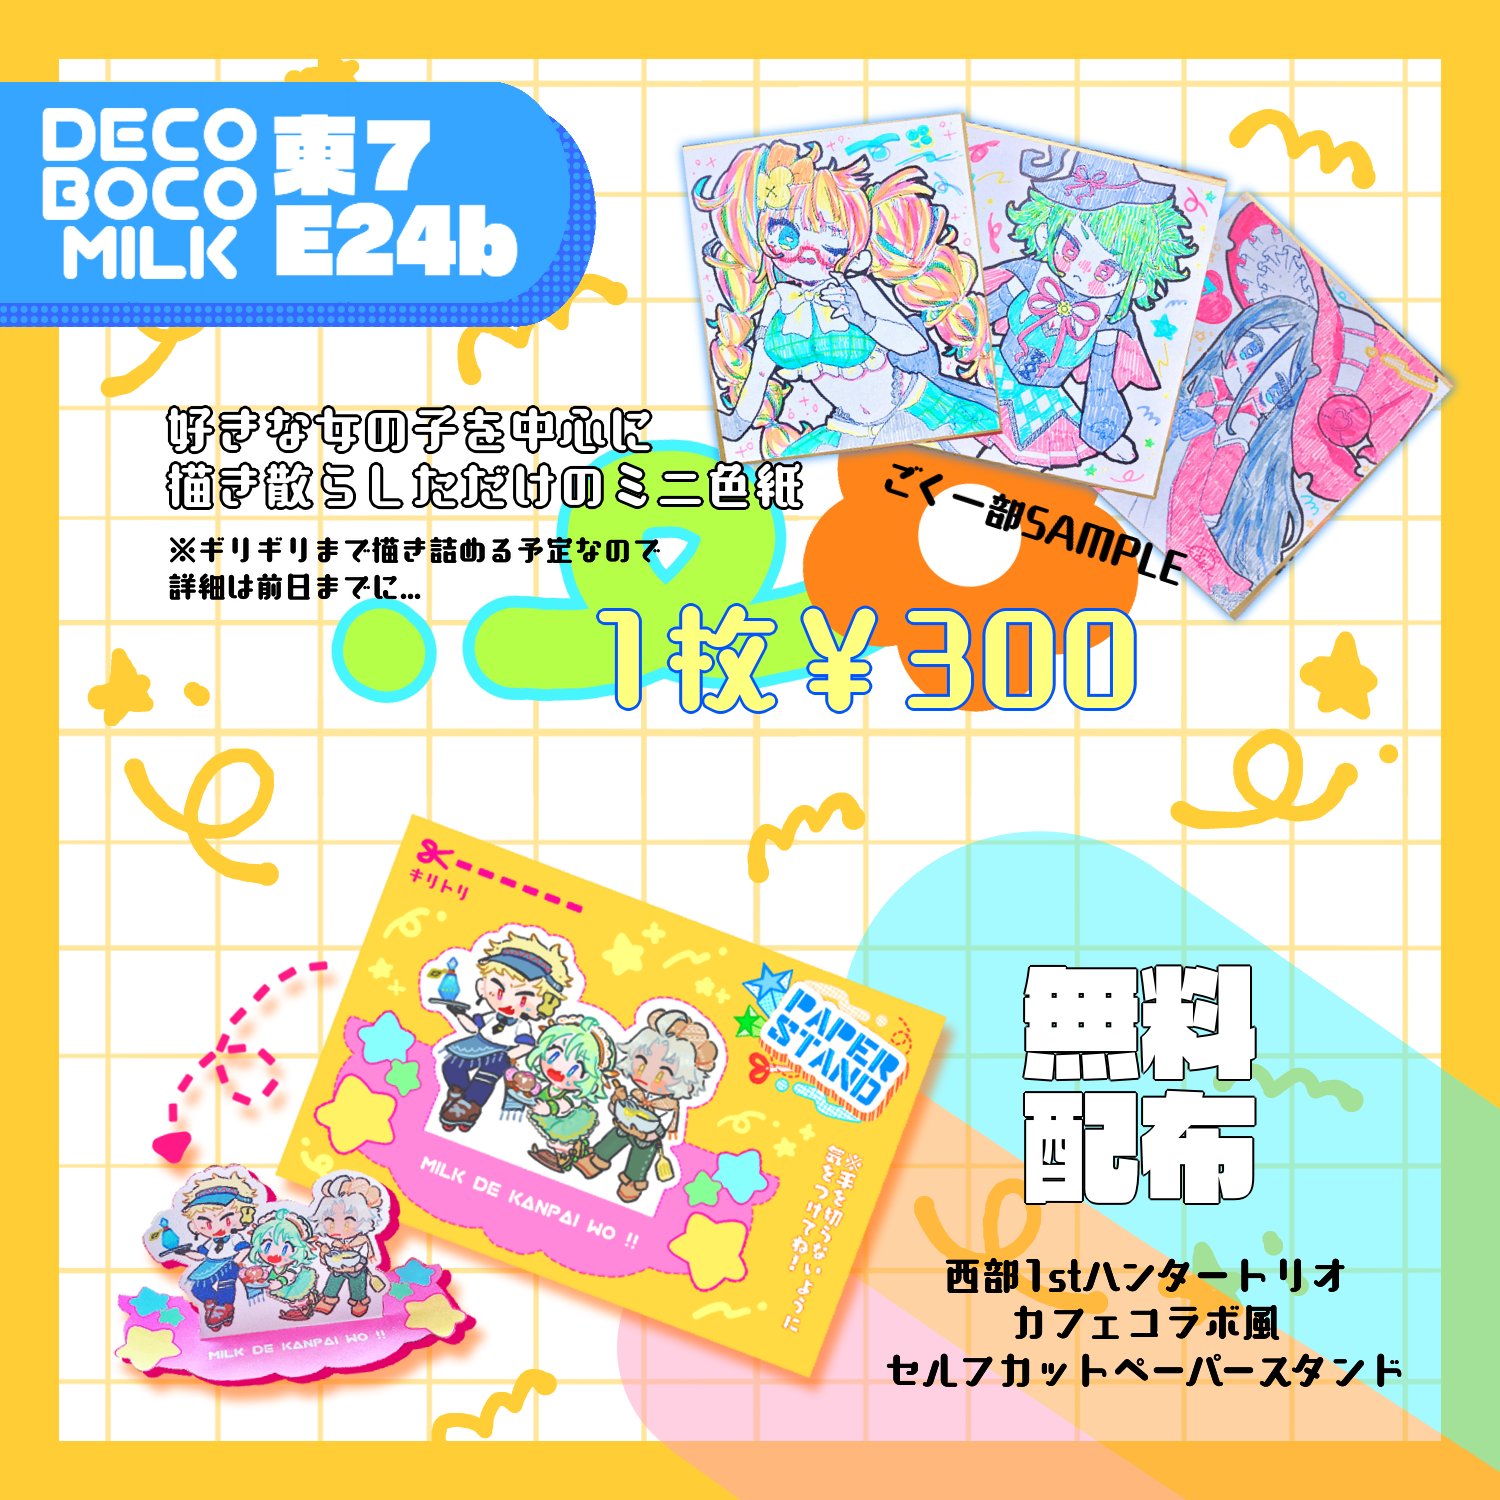 DECO
BOCO
MILK
東7
E24b
好きな女の子を中心に
描き散らしただけのミニ色紙
※ギリギリまで描き詰める予定なので
詳細は前日までに...
ごく一部SAMPLE
1枚¥300
キリトリ
PAPER
STAND
MILK DE KANPAI WO !!
※手を切らないように
気をつけてね!
MILK DE KANPAI WO !!
無料
配布
西部1stハンタートリオ
カフェコラボ風
セルフカットペーパースタンド